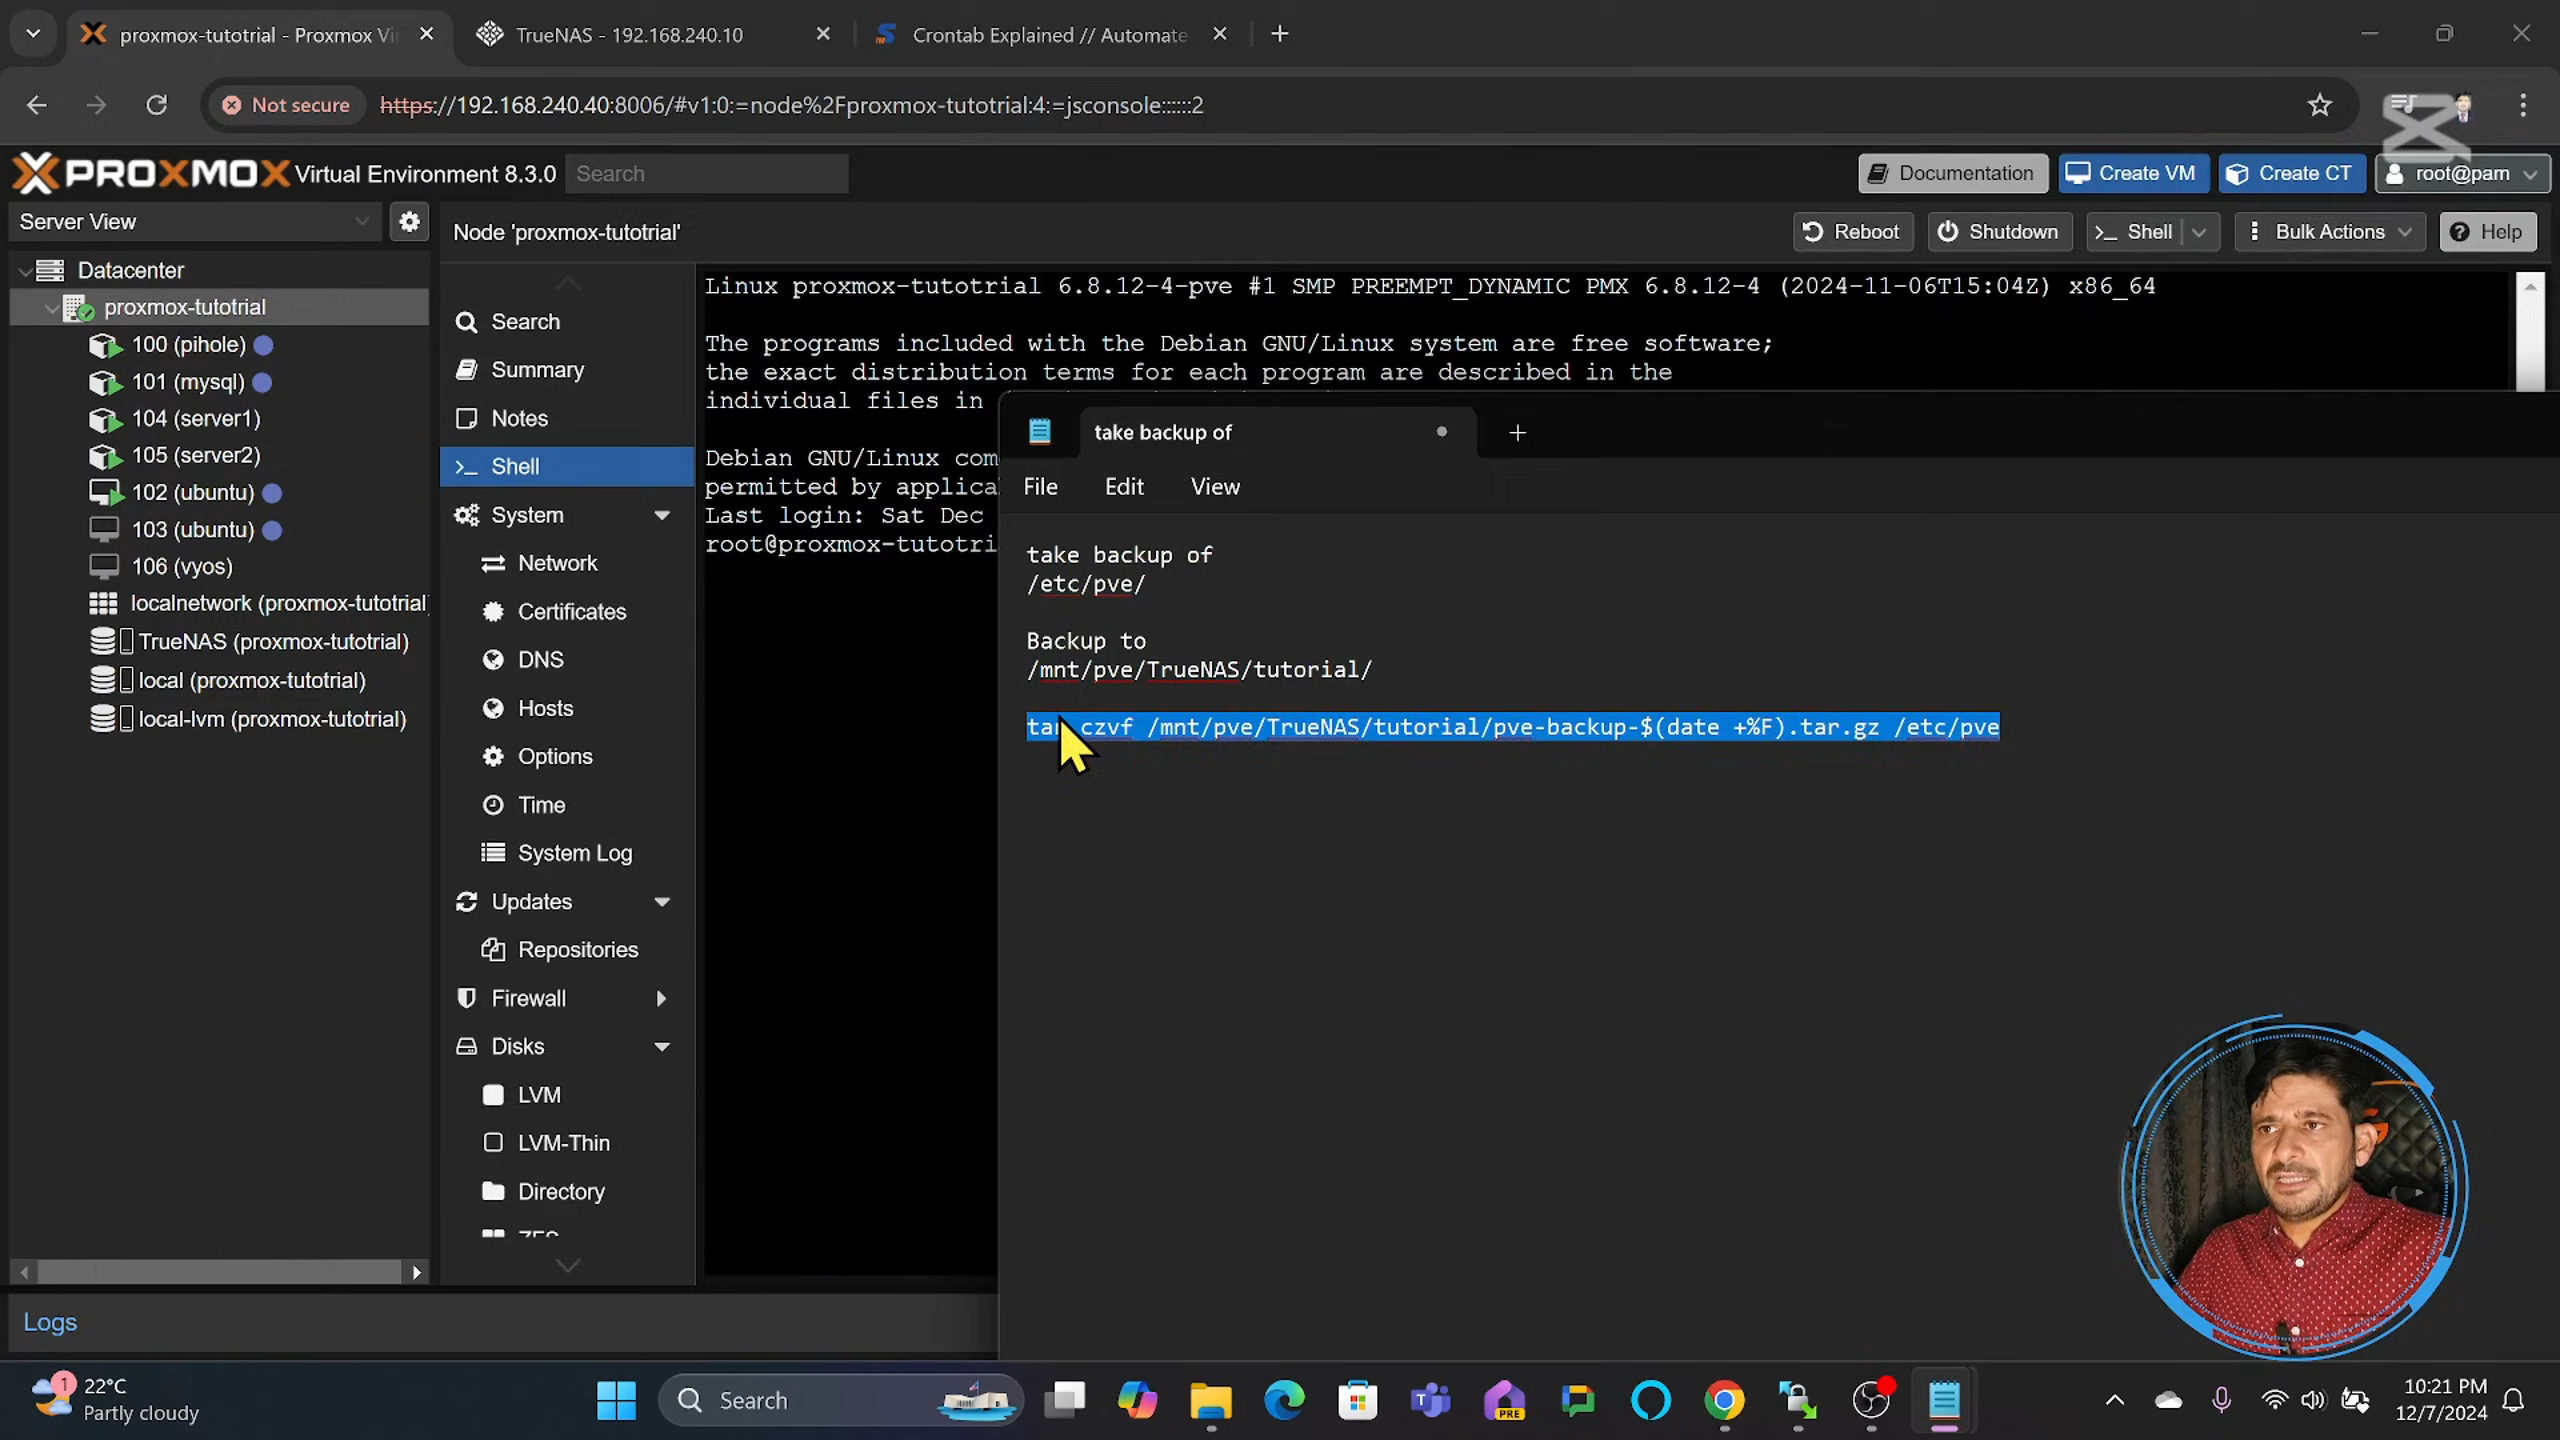 proxmox-tutotrial - Proxmox Vi
TrueNAS - 192.168.240.10
Crontab Explained // Automate
Not secure
https://192.168.240.40:8006/#v1:0:=node%2Fproxmox-tutotrial:4:=jsconsole::::::2
PROXMOX Virtual Environment 8.3.0
Search
Documentation
Create VM
Create CT
root@pam
Server View
Node 'proxmox-tutotrial'
Reboot
Shutdown
Shell
Bulk Actions
Help
Datacenter
proxmox-tutotrial
100 (pihole)
101 (mysql)
104 (server1)
105 (server2)
102 (ubuntu)
103 (ubuntu)
106 (vyos)
localnetwork (proxmox-tutotrial)
TrueNAS (proxmox-tutotrial)
local (proxmox-tutotrial)
local-lvm (proxmox-tutotrial)
Search
Summary
Notes
Shell
System
Network
Certificates
DNS
Hosts
Options
Time
System Log
Updates
Repositories
Firewall
Disks
LVM
LVM-Thin
Directory
ZFS
Linux proxmox-tutotrial 6.8.12-4-pve #1 SMP PREEMPT_DYNAMIC PMX 6.8.12-4 (2024-11-06T15:04Z) x86_64
The programs included with the Debian GNU/Linux system are free software;
the exact distribution terms for each program are described in the
individual files in
Debian GNU/Linux com
permitted by applica
Last login: Sat Dec
root@proxmox-tutotri
take backup of
File
Edit
View
take backup of
/etc/pve/
Backup to
/mnt/pve/TrueNAS/tutorial/
tar czvf /mnt/pve/TrueNAS/tutorial/pve-backup-$(date +%F).tar.gz /etc/pve
Logs
1
22°C
Partly cloudy
Search
PRE
10:21 PM
12/7/2024